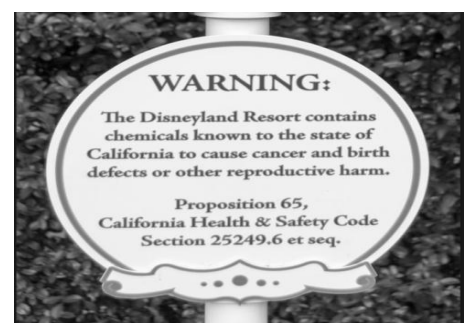 WARNING:
The Disneyland Resort contains
chemicals known to the state of
California to cause cancer and birth
defects or other reproductive harm.
Proposition 65,
California Health & Safety Code
Section 25249.6 et seq.